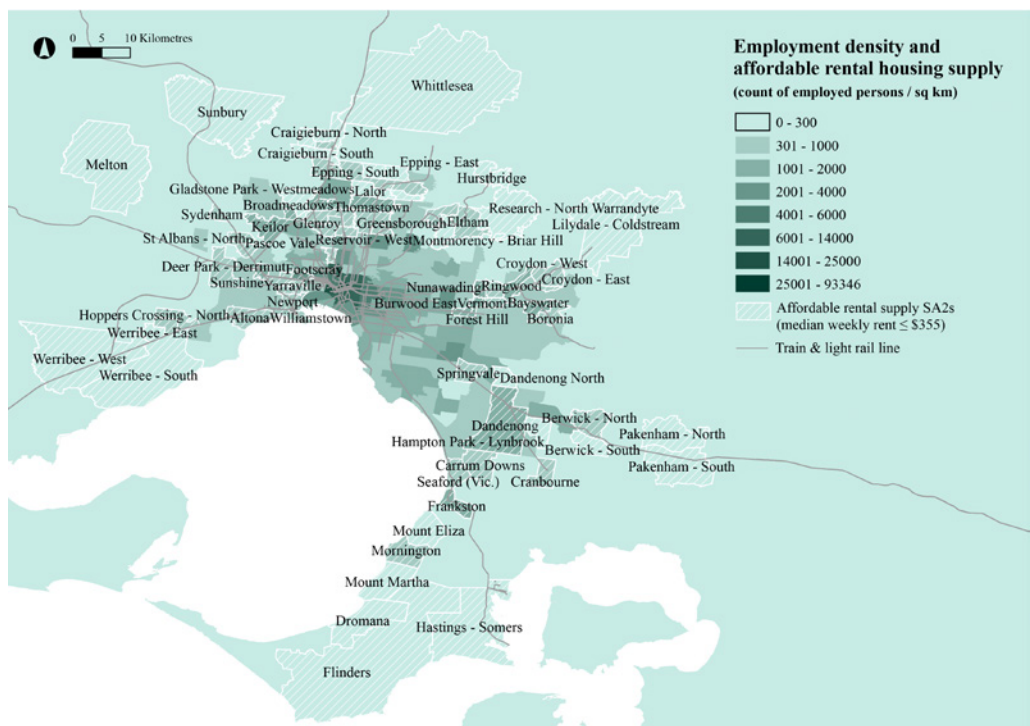 0 5 10 Kilometres
Employment density and
affordable rental housing supply
(count of employed persons / sq km)
0 - 300
301 - 1000
1001 - 2000
2001 - 4000
4001 - 6000
6001 - 14000
14001 - 25000
25001 - 93346
Affordable rental supply SA2s
(median weekly rent ≤ $355)
Train & light rail line
Whittlesea
Sunbury
Craigieburn - North
Melton
Craigieburn - South
Epping - East
Epping - South
Hurstbridge
Gladstone Park - Westmeadows
Lalor
Broadmeadows
Thomastown
Research - North Warrandyte
Sydenham
Keilor
Glenroy
Greensborough
Eltham
Lilydale - Coldstream
St Albans - North
Pascoe Vale
Reservoir - West
Montmorency - Briar Hill
Croydon - West
Deer Park - Derrimut
Footscray
Croydon - East
Sunshine
Yarraville
Nunawading
Ringwood
Newport
Burwood East
Vermont
Bayswater
Hoppers Crossing - North
Altona
Williamstown
Forest Hill
Boronia
Werribee - East
Werribee - West
Werribee - South
Springvale
Dandenong North
Berwick - North
Dandenong
Pakenham - North
Hampton Park - Lynbrook
Berwick - South
Carrum Downs
Pakenham - South
Seaford (Vic.)
Cranbourne
Frankston
Mount Eliza
Mornington
Mount Martha
Dromana
Hastings - Somers
Flinders